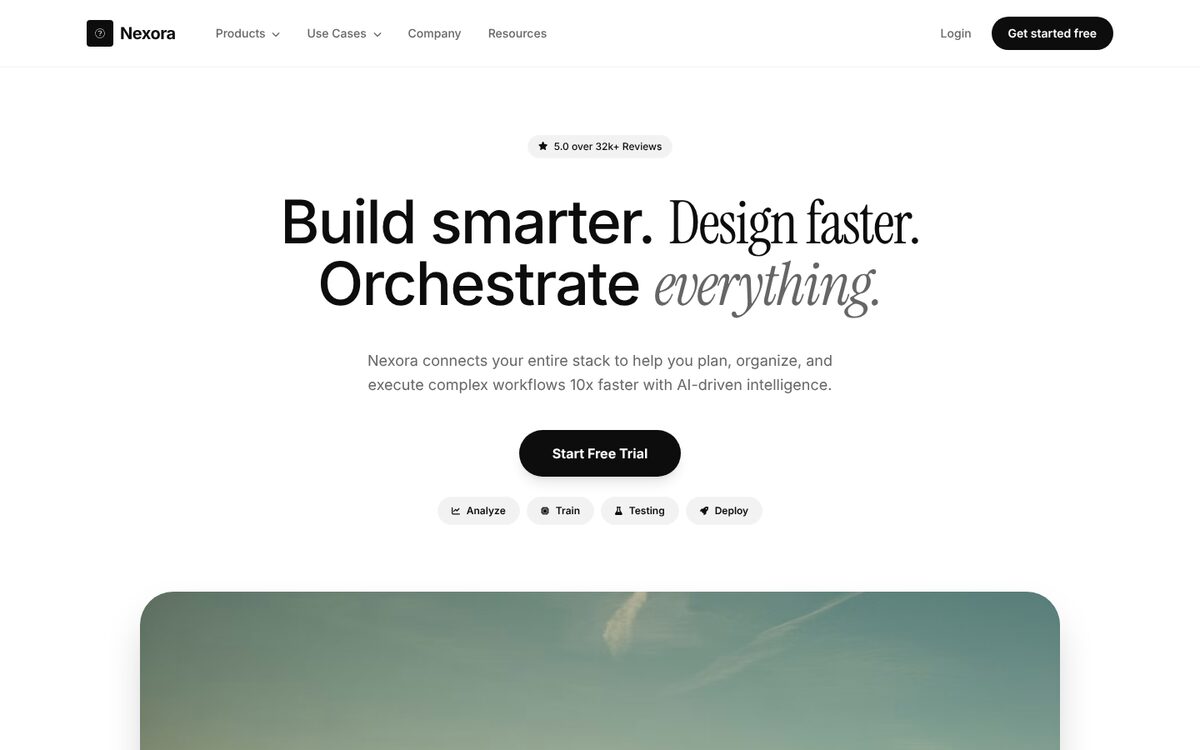 Nexora
Products
Use Cases
Company
Resources
Login
Get started free
5.0 over 32k+ Reviews
Build smarter. Design faster.
Orchestrate everything.
Nexora connects your entire stack to help you plan, organize, and
execute complex workflows 10x faster with AI-driven intelligence.
Start Free Trial
Analyze
Train
Testing
Deploy